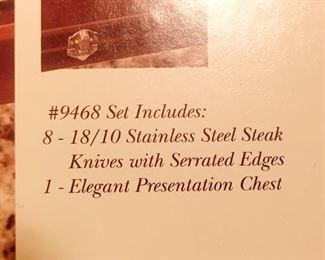 #9468 Set Includes:
8 - 18/10 Stainless Steel Steak
Knives with Serrated Edges
1 - Elegant Presentation Chest